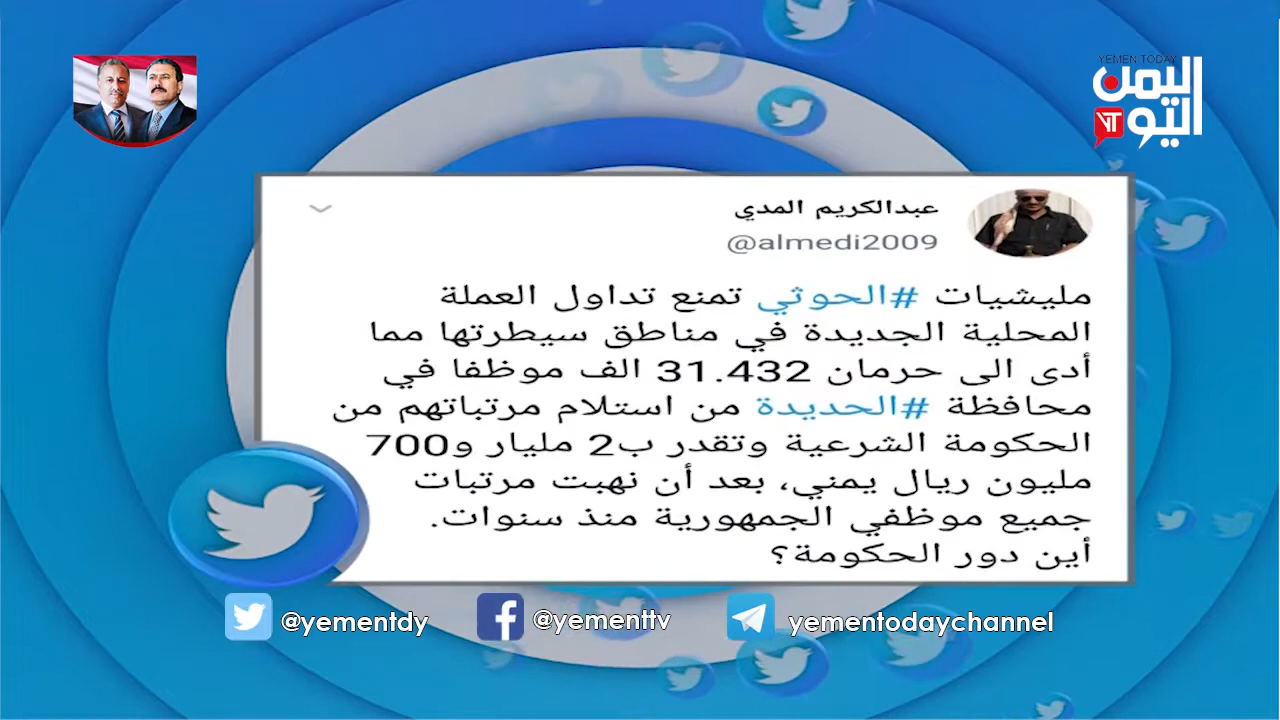 YEMEN TODAY
اليمن
اليوم
YT
عبدالكريم المدي
@almedi2009
مليشيات #الحوثي تمنع تداول العملة
المحلية الجديدة في مناطق سيطرتها مما
أدى الى حرمان 31.432 الف موظفا في
محافظة #الحديدة من استلام مرتباتهم من
الحكومة الشرعية وتقدر ب2 مليار و700
مليون ريال يمني، بعد أن نهبت مرتبات
جميع موظفي الجمهورية منذ سنوات.
أين دور الحكومة؟
@yementdy @yementtv yementodaychannel